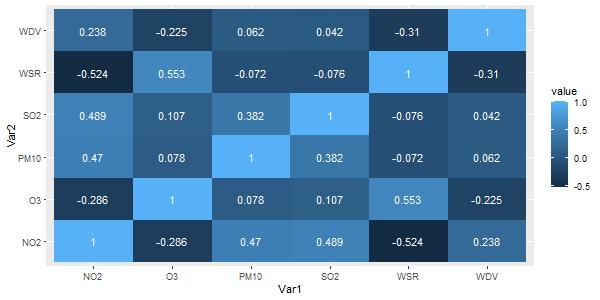 WDV 0.238 -0.225 0.062 0.042 -0.31 1
WSR -0.524 0.553 -0.072 -0.076 1 -0.31
SO2 0.489 0.107 0.382 1 -0.076 0.042
PM10 0.47 0.078 1 0.382 -0.072 0.062
O3 -0.286 1 0.078 0.107 0.553 -0.225
NO2 1 -0.286 0.47 0.489 -0.524 0.238
NO2 O3 PM10 SO2 WSR WDV
Var1
Var2
value
1.0
0.5
0.0
-0.5